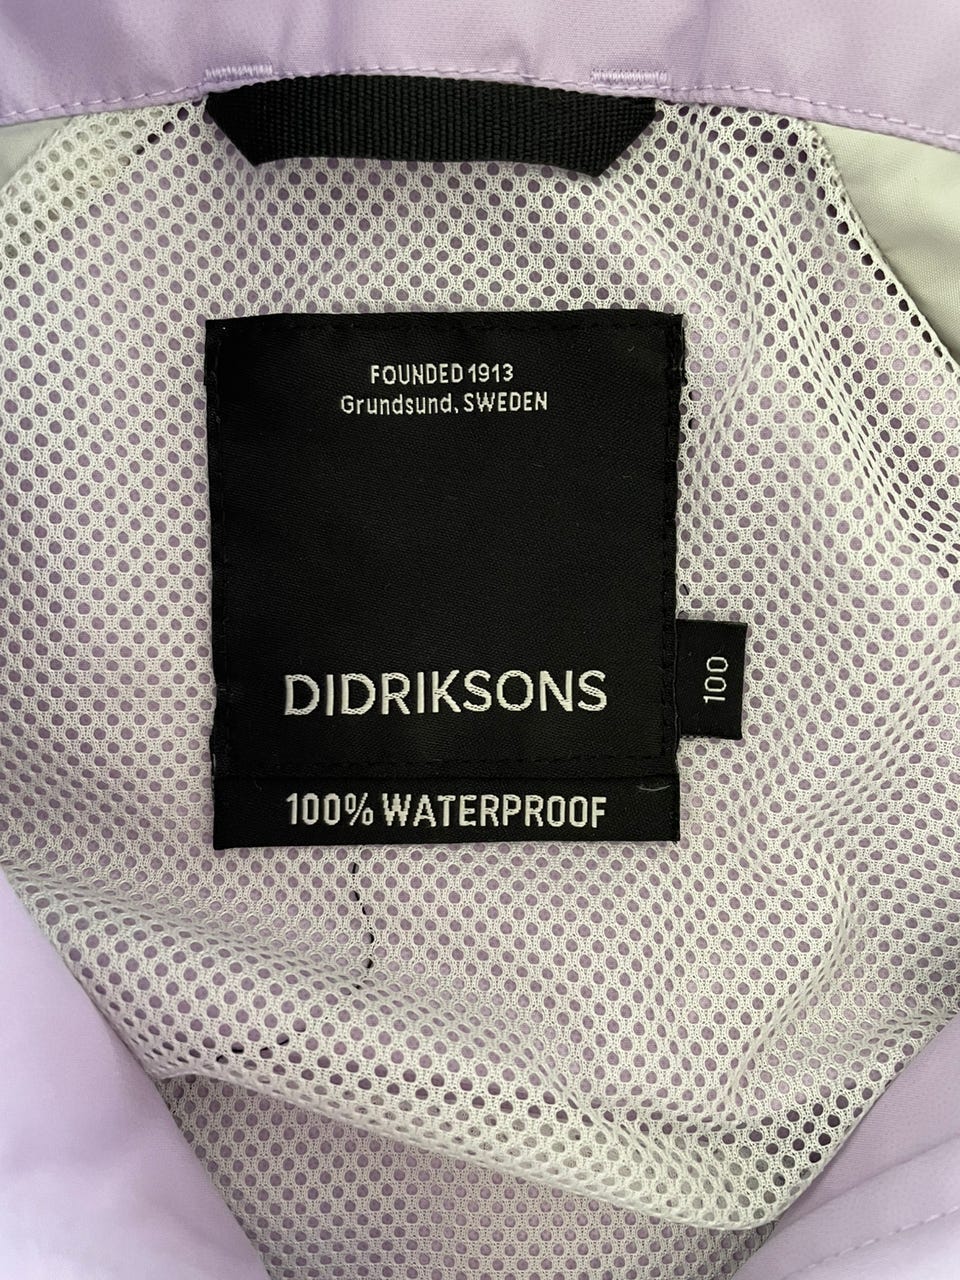 FOUNDED 1913
Grundsund, SWEDEN
DIDRIKSONS
100
100% WATERPROOF